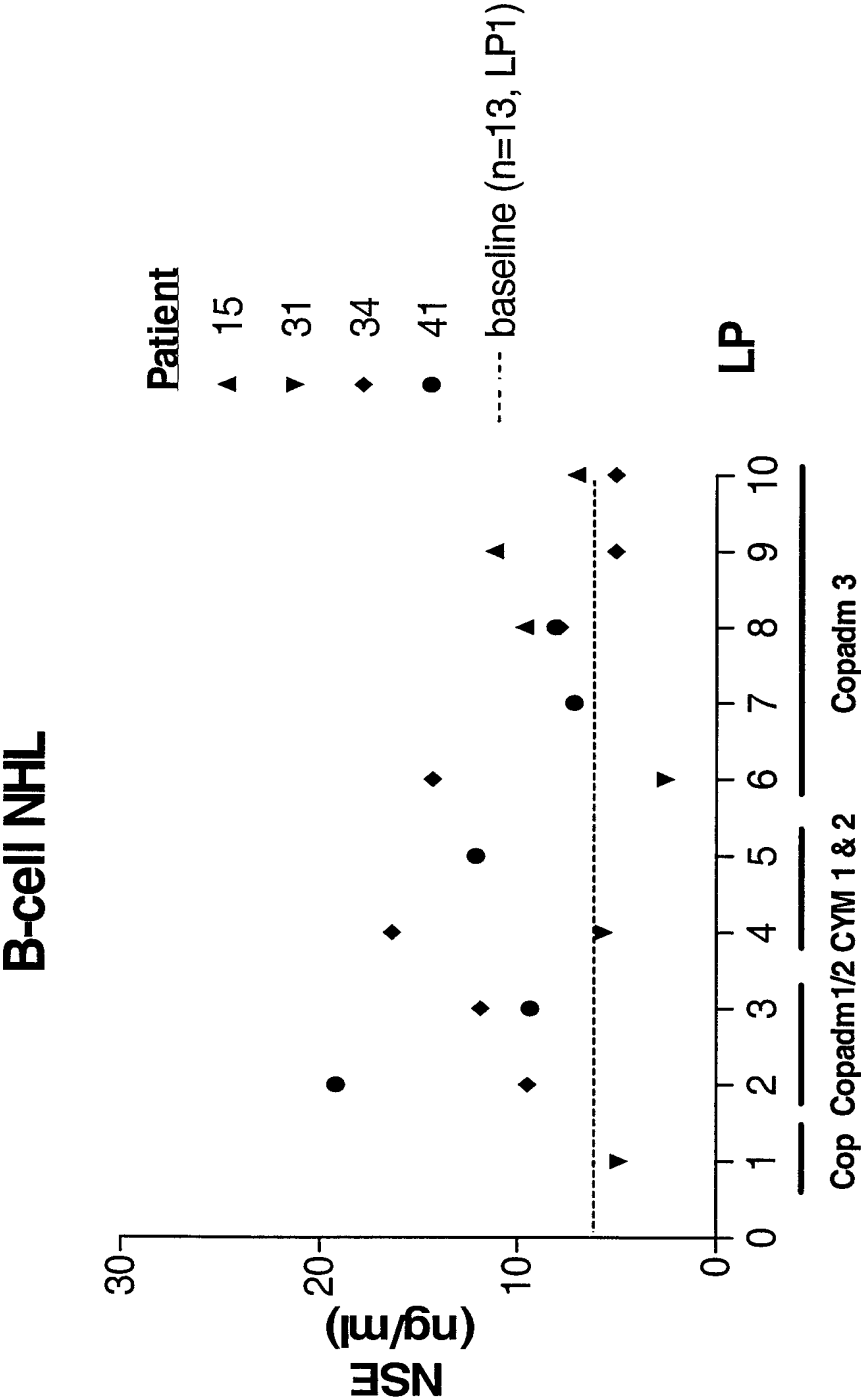 B-cell NHL
Patient
15
31
34
41
baseline (n=13, LP1)
NSE
(ng/ml)
30
20
10
0
0 1 2 3 4 5 6 7 8 9 10
LP
Cop Copadm1/2 CYM 1 & 2 Copadm 3